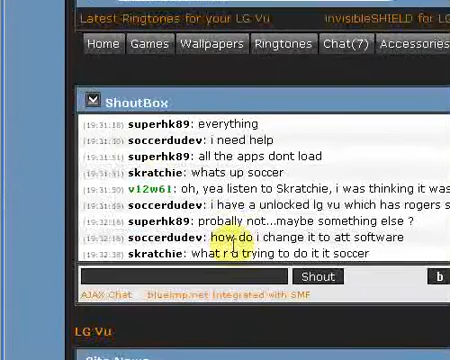 Latest Ringtones for your LG Vu invisibleSHIELD for LG
Home Games Wallpapers Ringtones Chat(7) Accessories
ShoutBox
(19:31:18) superhk89: everything
(19:31:30) soccerdudev: i need help
(19:31:51) superhk89: all the apps dont load
(19:31:51) skratchie: whats up soccer
(19:31:50) v12w61: oh, yea listen to Skratchie, i was thinking it was
(19:31:59) soccerdudev: i have a unlocked lg vu which has rogers s
(19:32:16) superhk89: probally not...maybe something else ?
(19:32:16) soccerdudev: how do i change it to att software
(19:32:38) skratchie: what r u trying to do it it soccer
Shout b
AJAX Chat blueimp.net Integrated with SMF
LG Vu
Site News